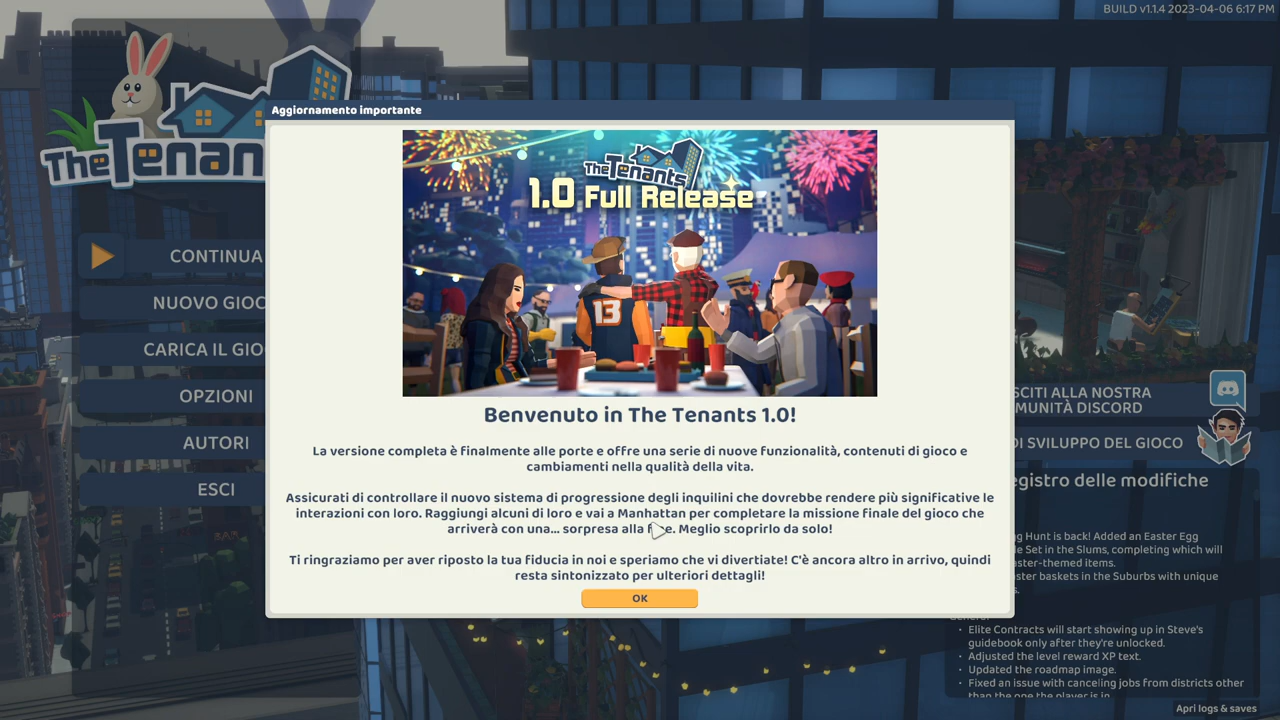 BUILD v1.1.4 2023-04-06 6:17 PM
The Tenan
Aggiornamento importante
The Tenants
1.0 Full Release
13
Benvenuto in The Tenants 1.0!
La versione completa è finalmente alle porte e offre una serie di nuove funzionalità, contenuti di gioco e
cambiamenti nella qualità della vita.
Assicurati di controllare il nuovo sistema di progressione degli inquilini che dovrebbe rendere più significative le
interazioni con loro. Raggiungi alcuni di loro e vai a Manhattan per completare la missione finale del gioco che
arriverà con una... sorpresa alla Meglio scoprirlo da solo!
Ti ringraziamo per aver riposto la tua fiducia in noi e speriamo che vi divertiate! C'è ancora altro in arrivo, quindi
resta sintonizzato per ulteriori dettagli!
OK
CONTINUA
NUOVO GIOC
CARICA IL GIO
OPZIONI
AUTORI
ESCI
SCITI ALLA NOSTRA
MUNITÀ DISCORD
DI SVILUPPO DEL GIOCO
egistro delle modifiche
gg Hunt is back! Added an Easter Egg
le Set in the Slums, completing which will
aster-themed items.
aster baskets in the Suburbs with unique
s.
• Elite Contracts will start showing up in Steve's
guidebook only after they're unlocked.
• Adjusted the level reward XP text.
• Updated the roadmap image.
• Fixed an issue with canceling jobs from districts other
than the one the player is in
Apri logs & saves